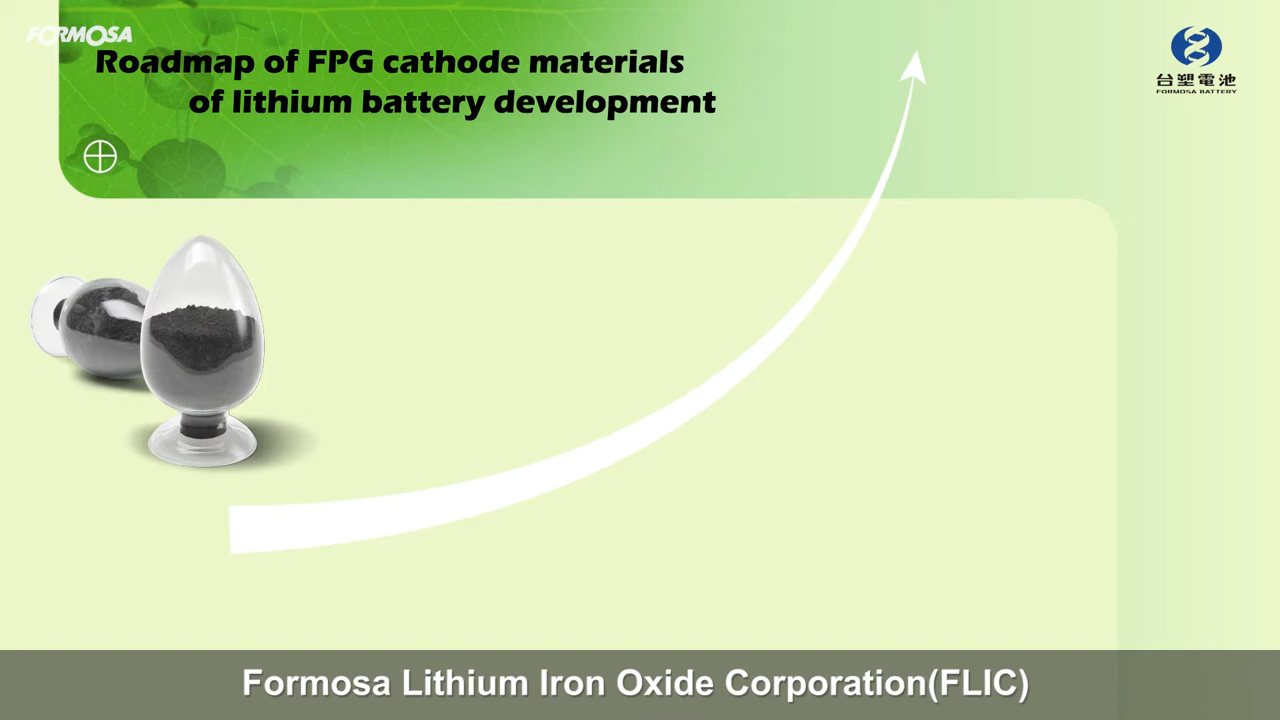 FORMOSA
Roadmap of FPG cathode materials
of lithium battery development
台塑電池
FORMOSA BATTERY
Formosa Lithium Iron Oxide Corporation(FLIC)